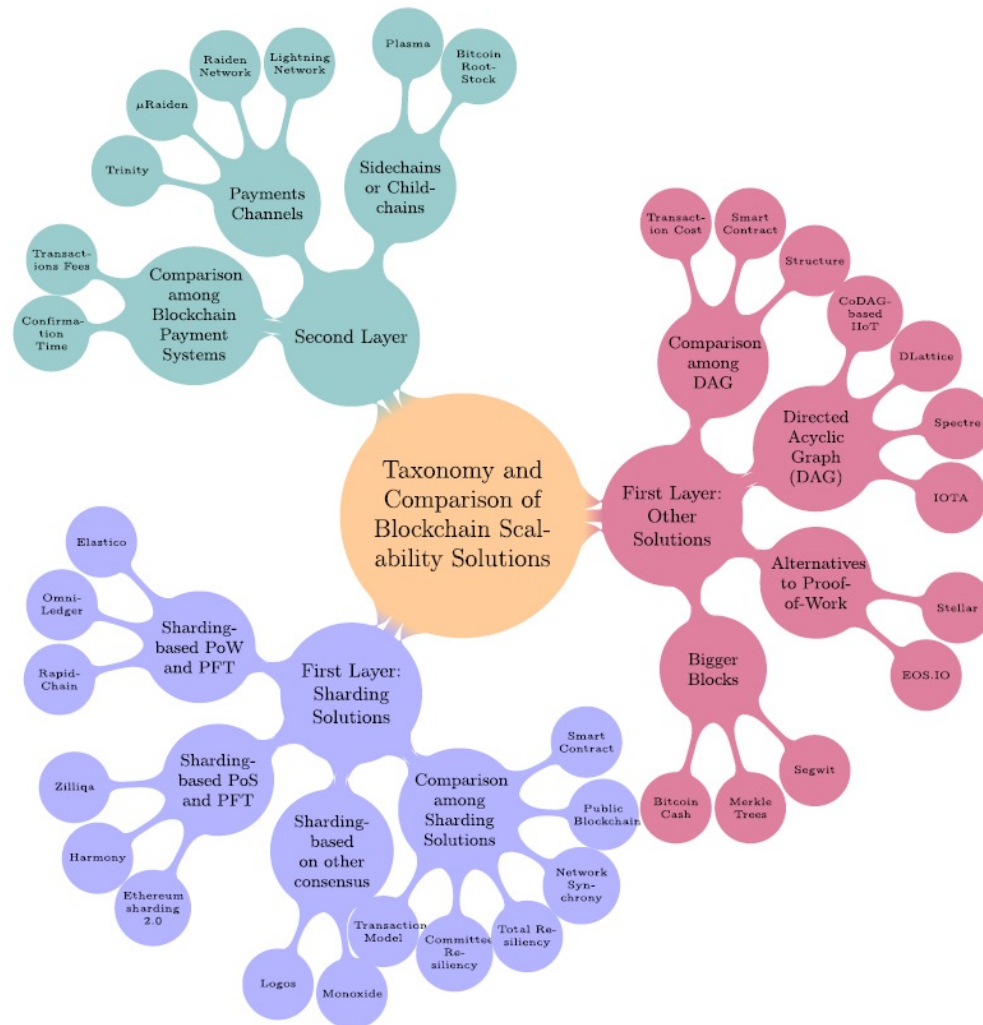 Plasma
Bitcoin
Root-
Stock
Raiden
Network
Lightning
Network
μRaiden
Trinity
Payments
Channels
Sidechains
or Child-
chains
Transact-
ions Fees
Confirma-
tion
Time
Comparison
among
Blockchain
Payment
Systems
Second Layer
Transact-
ion Cost
Smart
Contract
Structure
CoDAG-
based
IIoT
DLattice
Spectre
IOTA
Comparison
among
DAG
Directed
Acyclic
Graph
(DAG)
Taxonomy and
Comparison of
Blockchain Scal-
ability Solutions
First Layer:
Other
Solutions
Alternatives
to Proof-
of-Work
Stellar
EOS.IO
Bigger
Blocks
Segwit
Merkle
Trees
Bitcoin
Cash
Elastico
Omni-
Ledger
Rapid-
Chain
Sharding-
based PoW
and PFT
First Layer:
Sharding
Solutions
Sharding-
based PoS
and PFT
Zilliqa
Harmony
Ethereum
sharding
2.0
Sharding-
based
on other
consensus
Logos
Monoxide
Comparison
among
Sharding
Solutions
Smart
Contract
Public
Blockchain
Network
Syn-
chrony
Total Re-
siliency
Committee
Re-
siliency
Transaction
Model